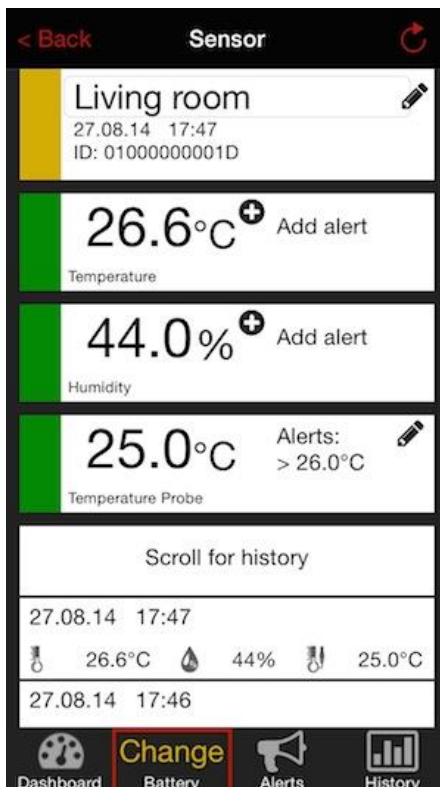 < Back Sensor
Living room
27.08.14 17:47
ID: 01000000001D
26.6°C Add alert
Temperature
44.0% Add alert
Humidity
25.0°C Alerts:
> 26.0°C
Temperature Probe
Scroll for history
27.08.14 17:47
26.6°C 44% 25.0°C
27.08.14 17:46
Change
Dashboard Battery Alerts History